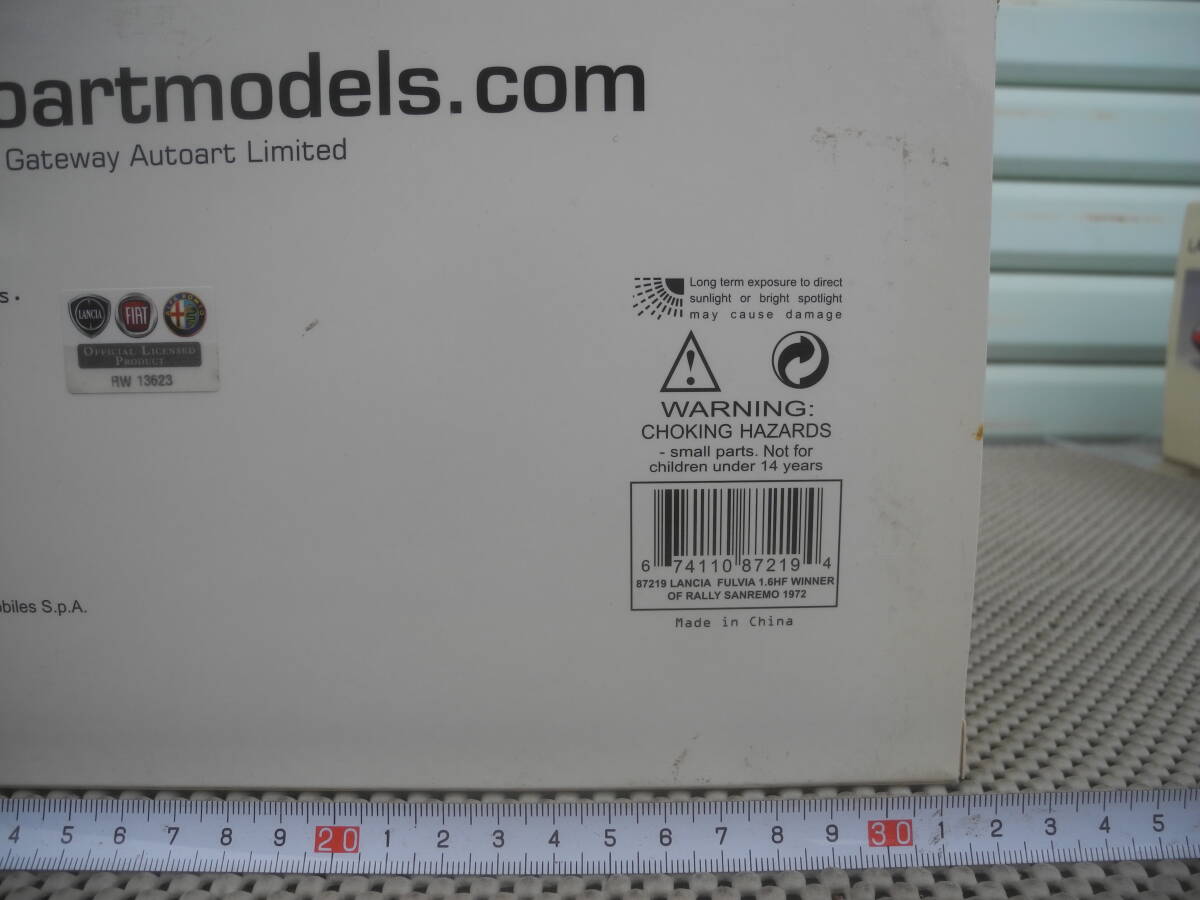 oartmodels.com
Gateway Autoart Limited
s.
LANCIA
FIAT
ALFA ROMEO
OFFICIAL LICENSED
PRODUCT
RW 13623
Long term exposure to direct
sunlight or bright spotlight
may cause damage
WARNING:
CHOKING HAZARDS
- small parts. Not for
children under 14 years
6 74110 87219 4
87219 LANCIA FULVIA 1.6HF WINNER
OF RALLY SANREMO 1972
Made in China
obiles S.p.A.
4 5 6 7 8 9 20 1 2 3 4 5 6 7 8 9 30 1 2 3 4 5